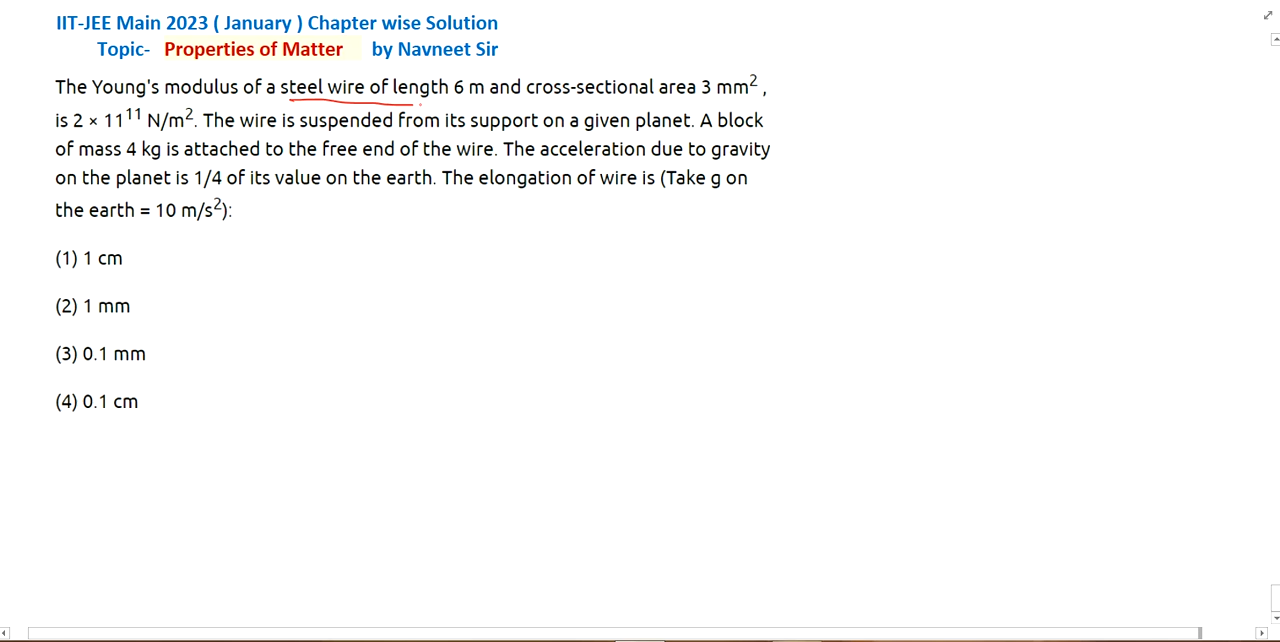 IIT-JEE Main 2023 ( January ) Chapter wise Solution
Topic- Properties of Matter by Navneet Sir
The Young's modulus of a steel wire of length 6 m and cross-sectional area 3 mm² ,
is 2 × 11¹¹ N/m². The wire is suspended from its support on a given planet. A block
of mass 4 kg is attached to the free end of the wire. The acceleration due to gravity
on the planet is 1/4 of its value on the earth. The elongation of wire is (Take g on
the earth = 10 m/s²):
(1) 1 cm
(2) 1 mm
(3) 0.1 mm
(4) 0.1 cm